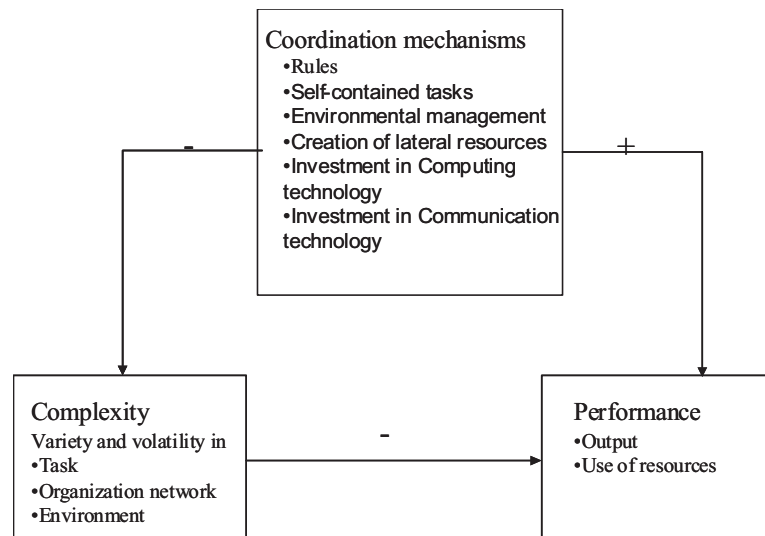 Coordination mechanisms
•Rules
•Self-contained tasks
•Environmental management
•Creation of lateral resources
•Investment in Computing
technology
•Investment in Communication
technology
-
+
Complexity
Variety and volatility in
•Task
•Organization network
•Environment
-
Performance
•Output
•Use of resources